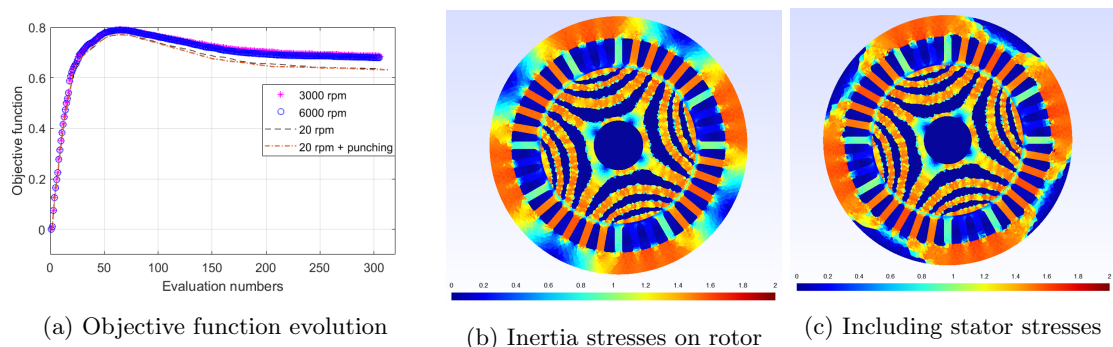 0.8
0.6
0.4
0.2
0
Objective function
3000 rpm
6000 rpm
20 rpm
20 rpm + punching
0 50 100 150 200 250 300
Evaluation numbers
(a) Objective function evolution
0 0.2 0.4 0.6 0.8 1 1.2 1.4 1.6 1.8 2
(b) Inertia stresses on rotor
0 0.2 0.4 0.6 0.8 1 1.2 1.4 1.6 1.8 2
(c) Including stator stresses